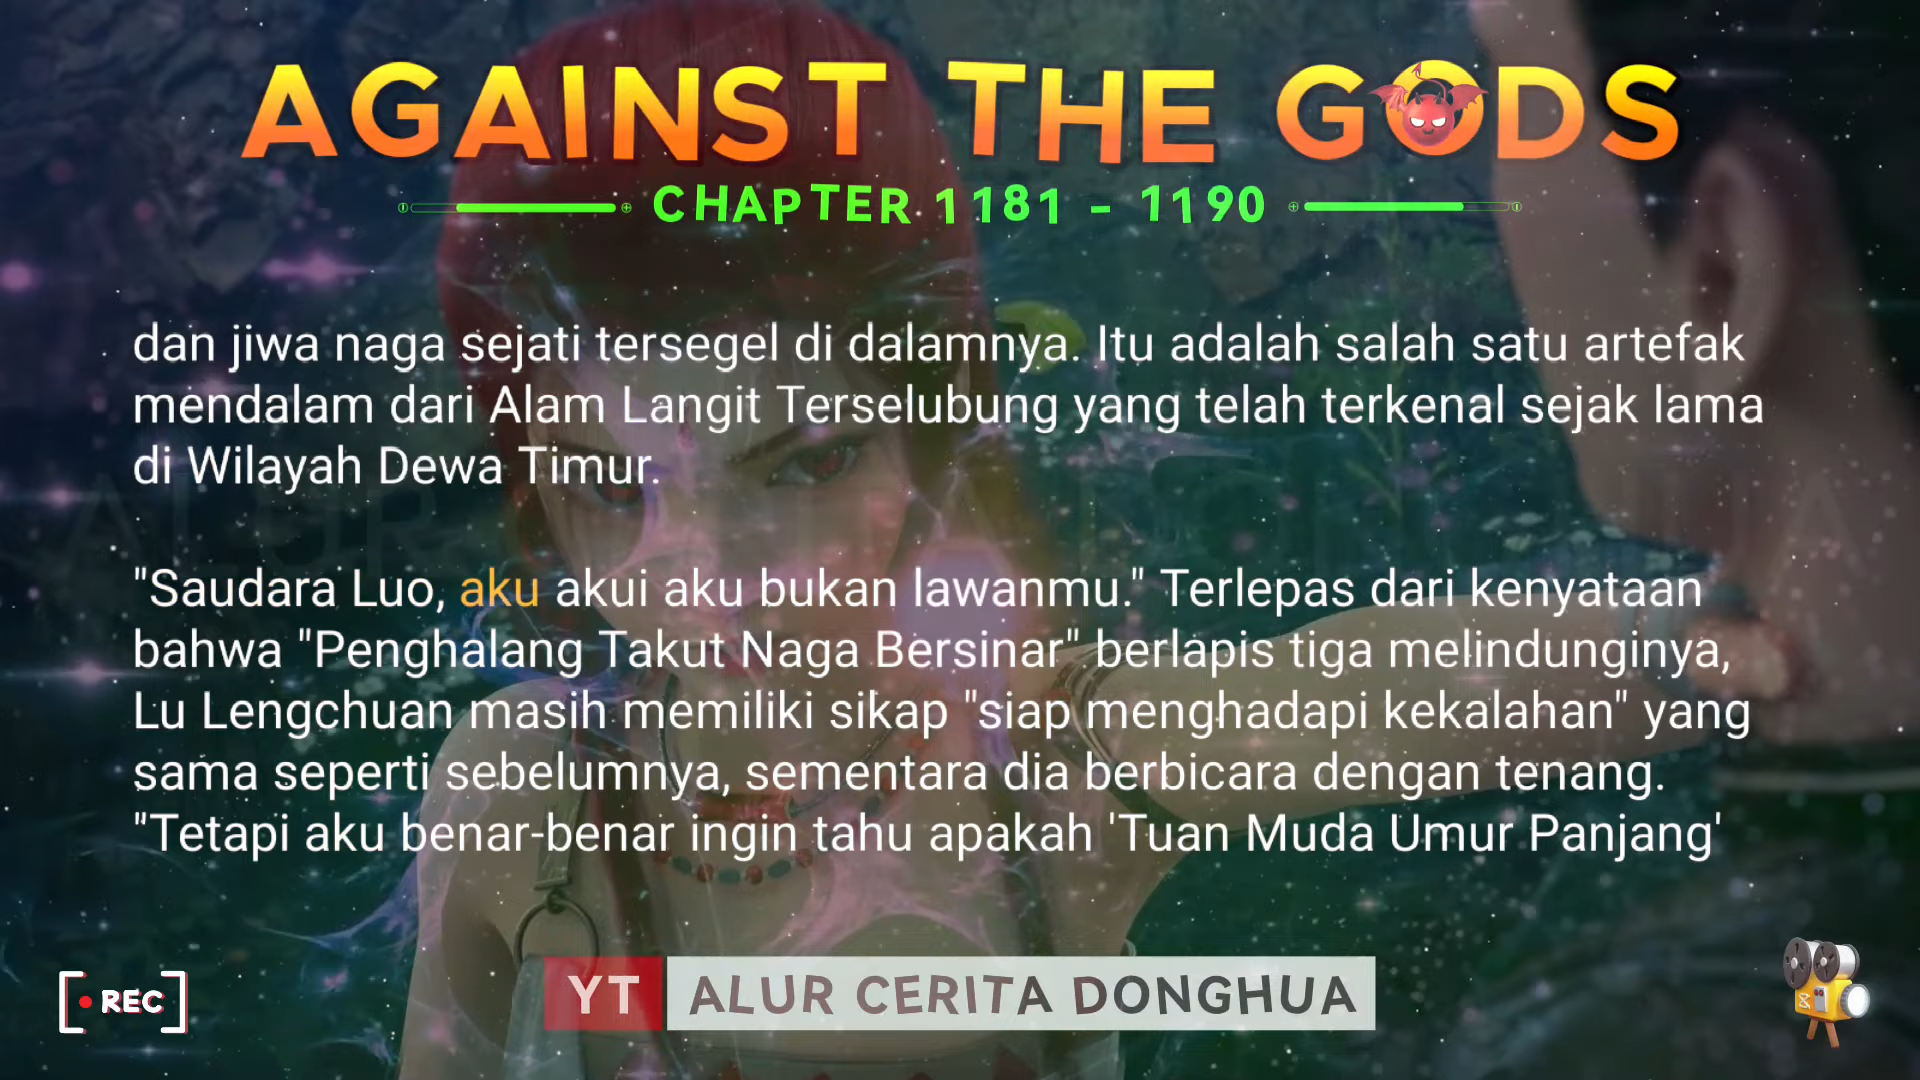 AGAINST THE GODS
CHAPTER 1181 - 1190
dan jiwa naga sejati tersegel di dalamnya. Itu adalah salah satu artefak
mendalam dari Alam Langit Terselubung yang telah terkenal sejak lama
di Wilayah Dewa Timur.
"Saudara Luo, aku akui aku bukan lawanmu." Terlepas dari kenyataan
bahwa "Penghalang Takut Naga Bersinar" berlapis tiga melindunginya,
Lu Lengchuan masih memiliki sikap "siap menghadapi kekalahan" yang
sama seperti sebelumnya, sementara dia berbicara dengan tenang.
"Tetapi aku benar-benar ingin tahu apakah 'Tuan Muda Umur Panjang'
REC
YT ALUR CERITA DONGHUA